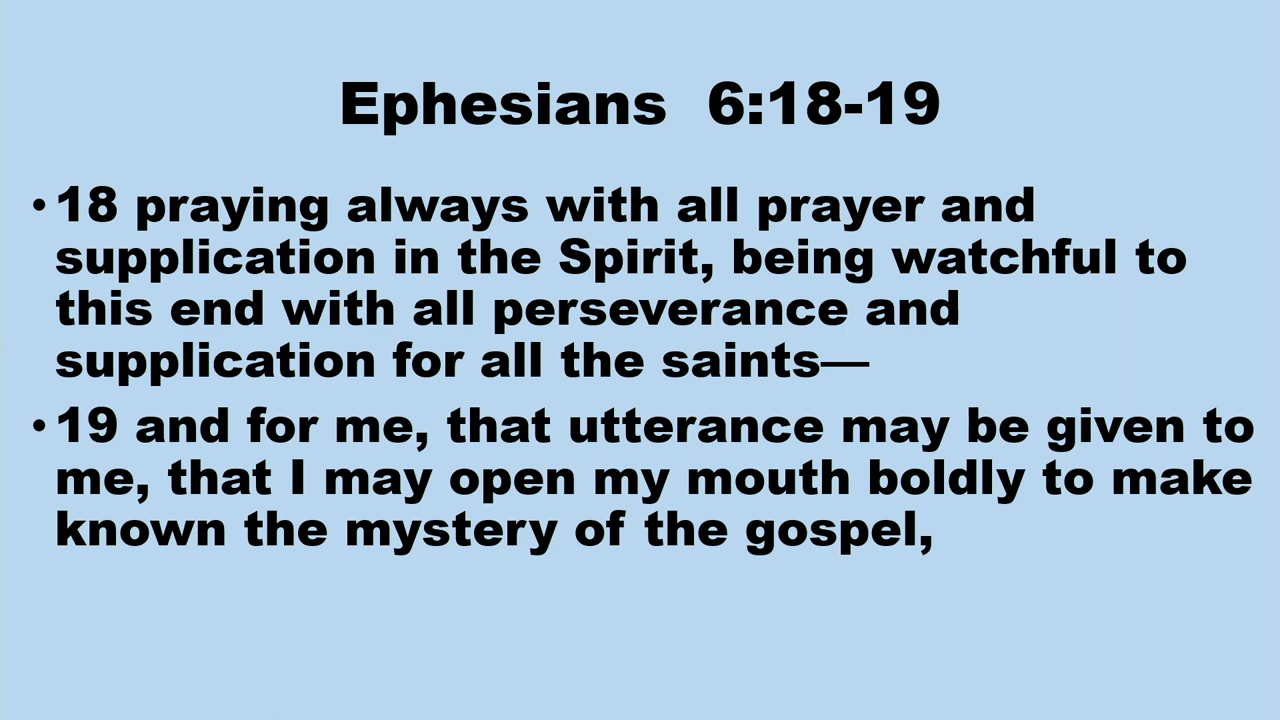 Ephesians  6:18-19
•18 praying always with all prayer and
supplication in the Spirit, being watchful to
this end with all perseverance and
supplication for all the saints—
•19 and for me, that utterance may be given to
me, that I may open my mouth boldly to make
known the mystery of the gospel,